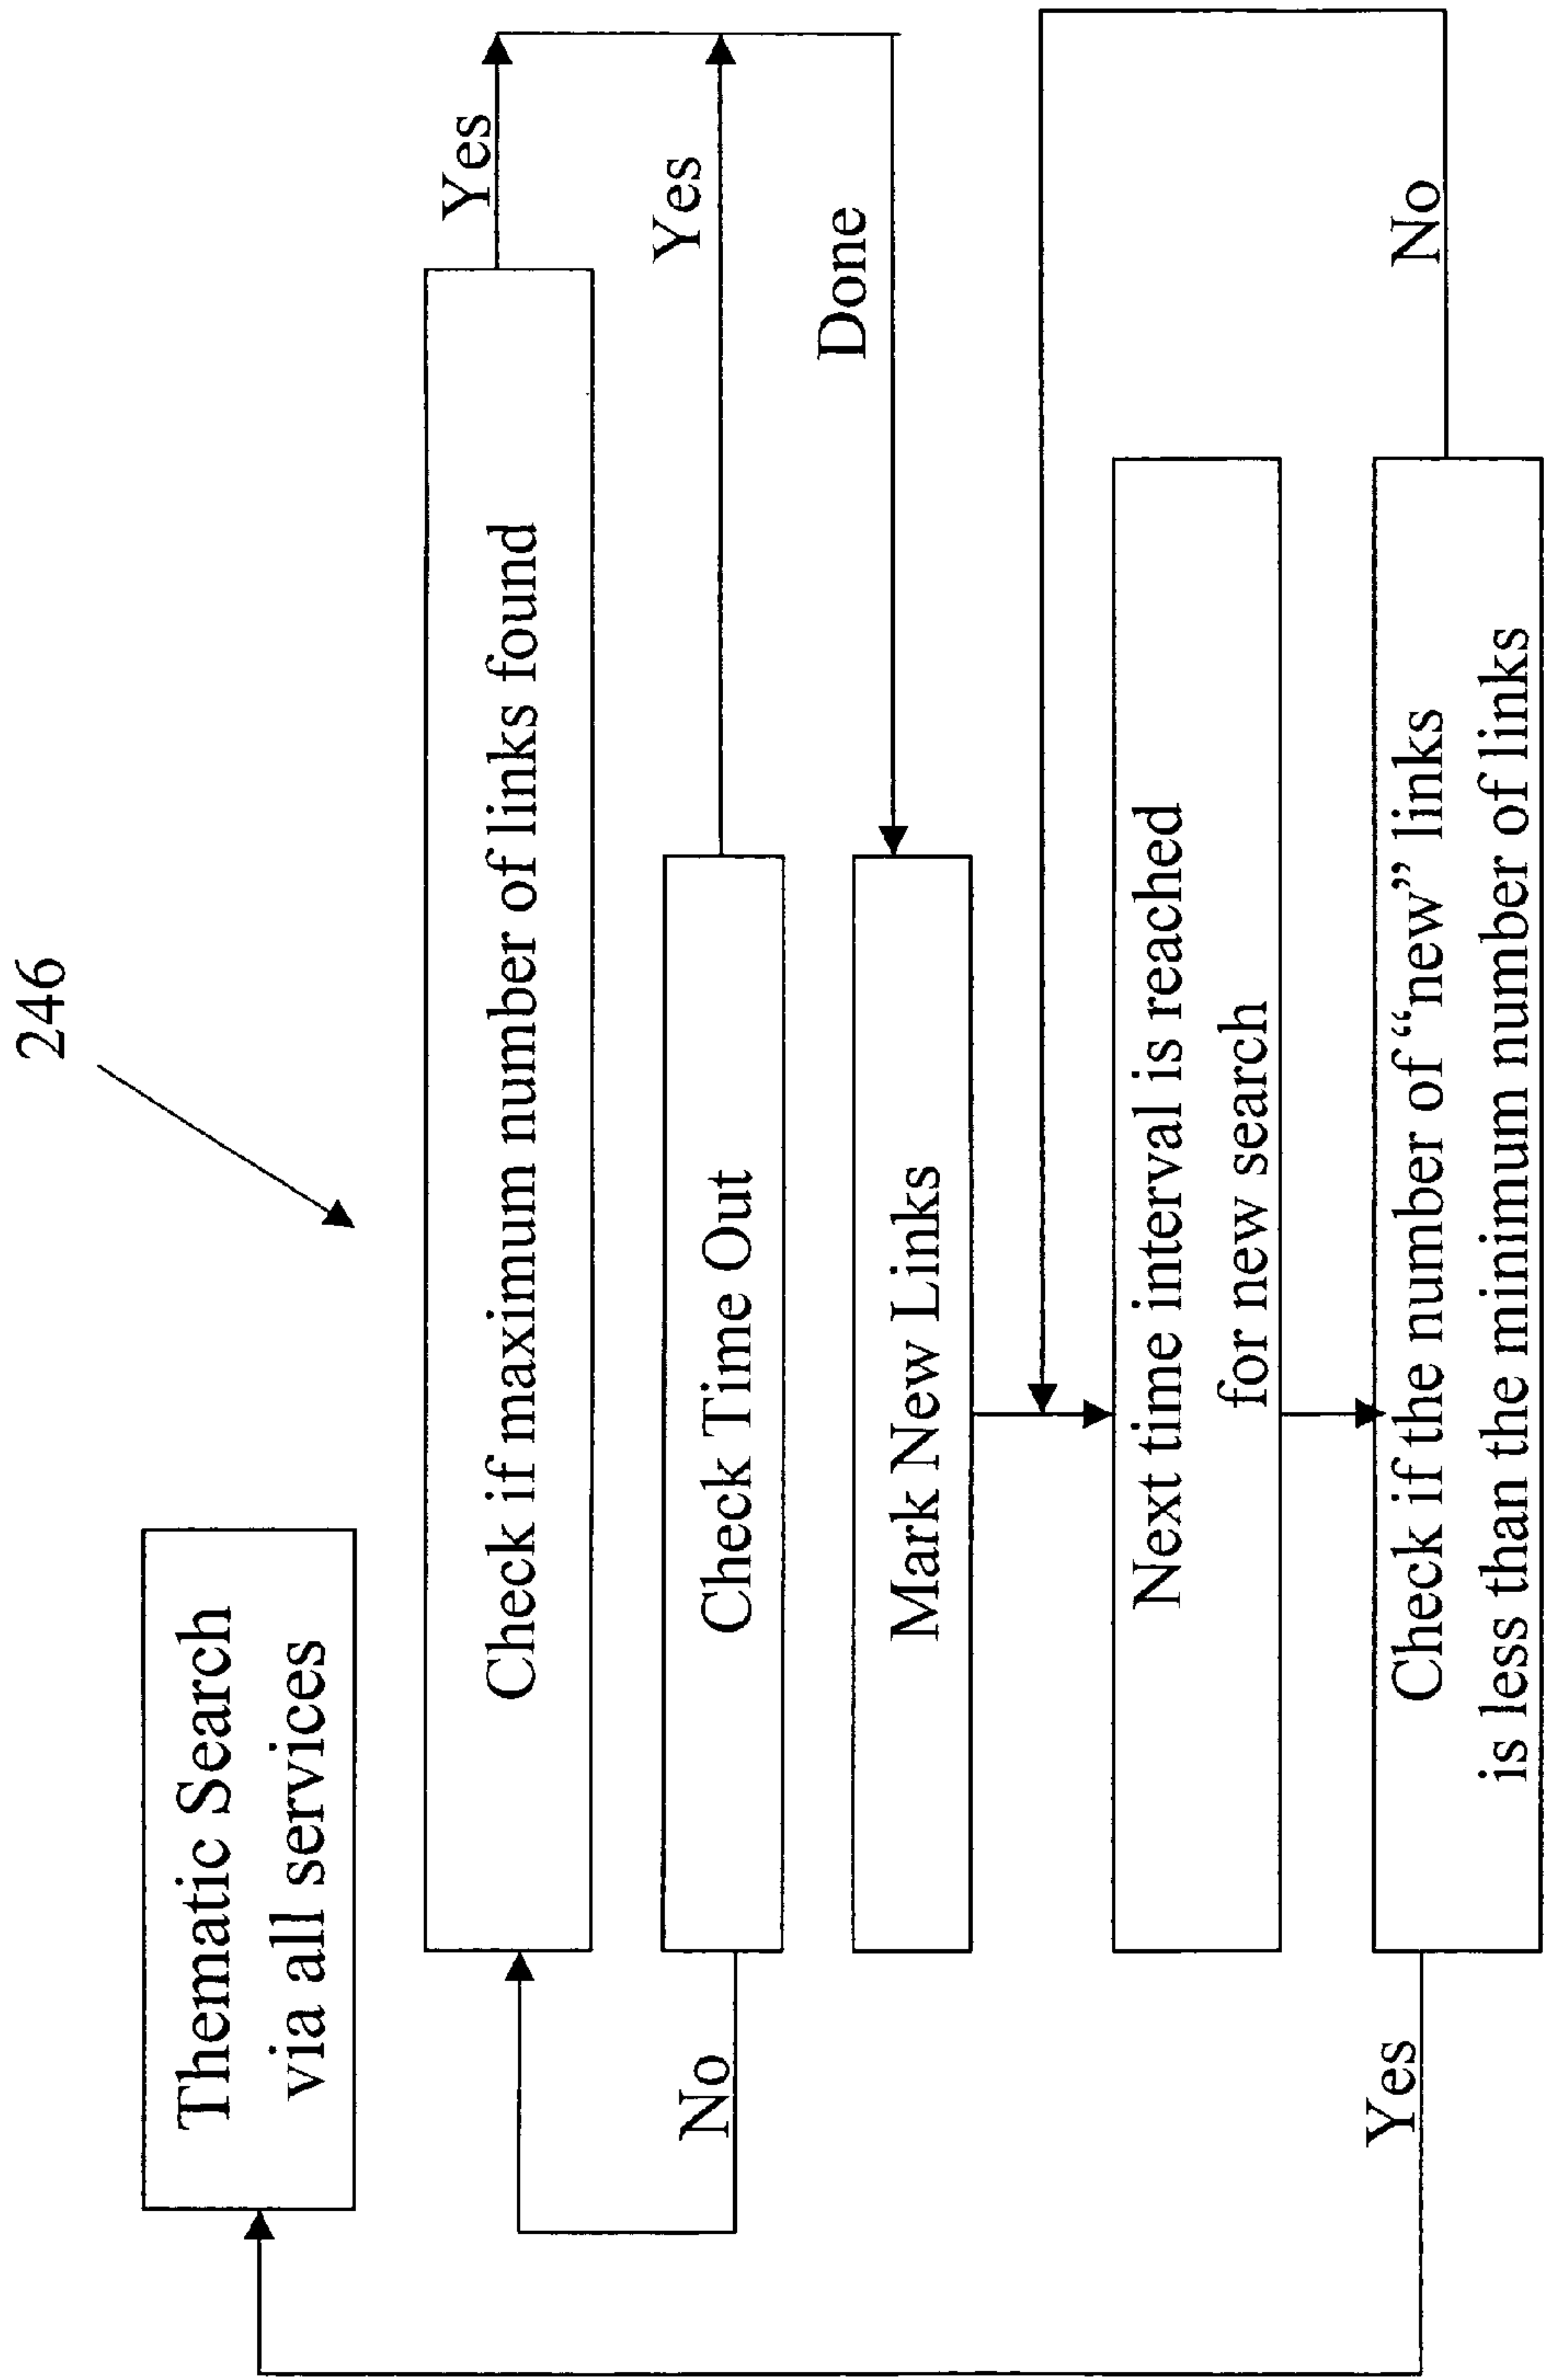 246
Thematic Search
via all services
Check if maximum number of links found
Yes
Check Time Out
Yes
No
Done
Mark New Links
Next time interval is reached
for new search
Check if the number of “new” links
is less than the minimum number of links
No
Yes